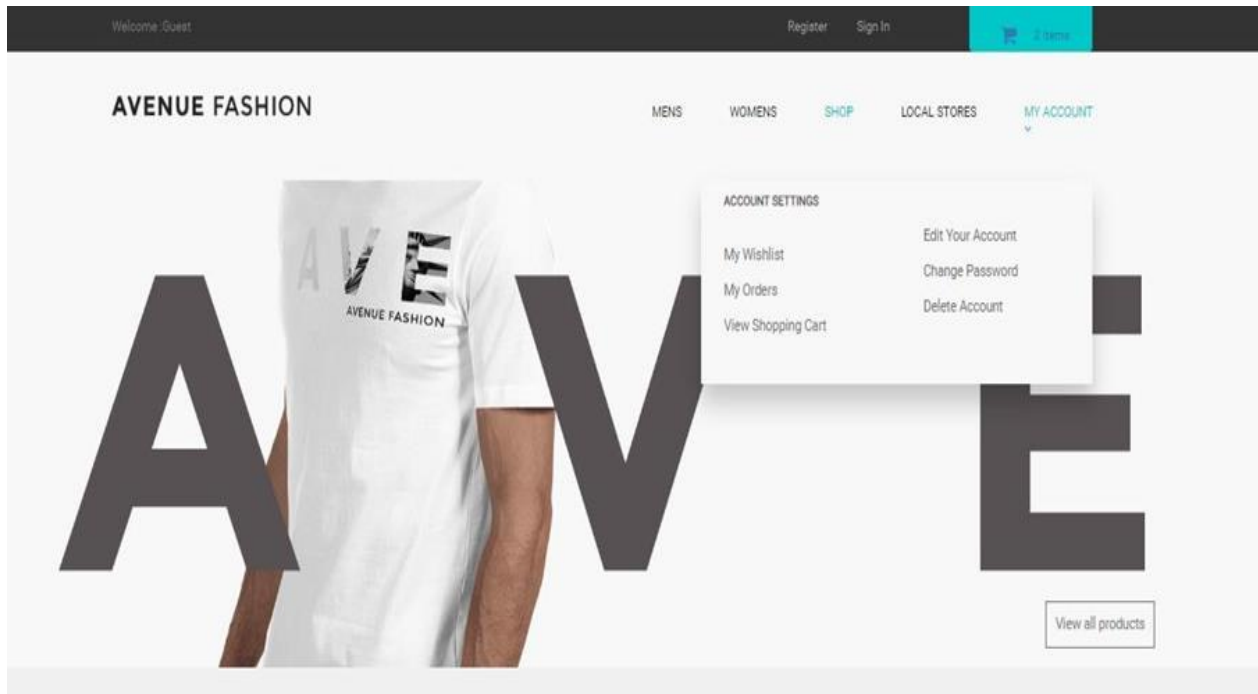 Welcome :Guest
Register Sign In
2 items
AVENUE FASHION
MENS WOMENS SHOP LOCAL STORES MY ACCOUNT
ACCOUNT SETTINGS
My Wishlist
My Orders
View Shopping Cart
Edit Your Account
Change Password
Delete Account
AVE
AVENUE FASHION
A V E
View all products